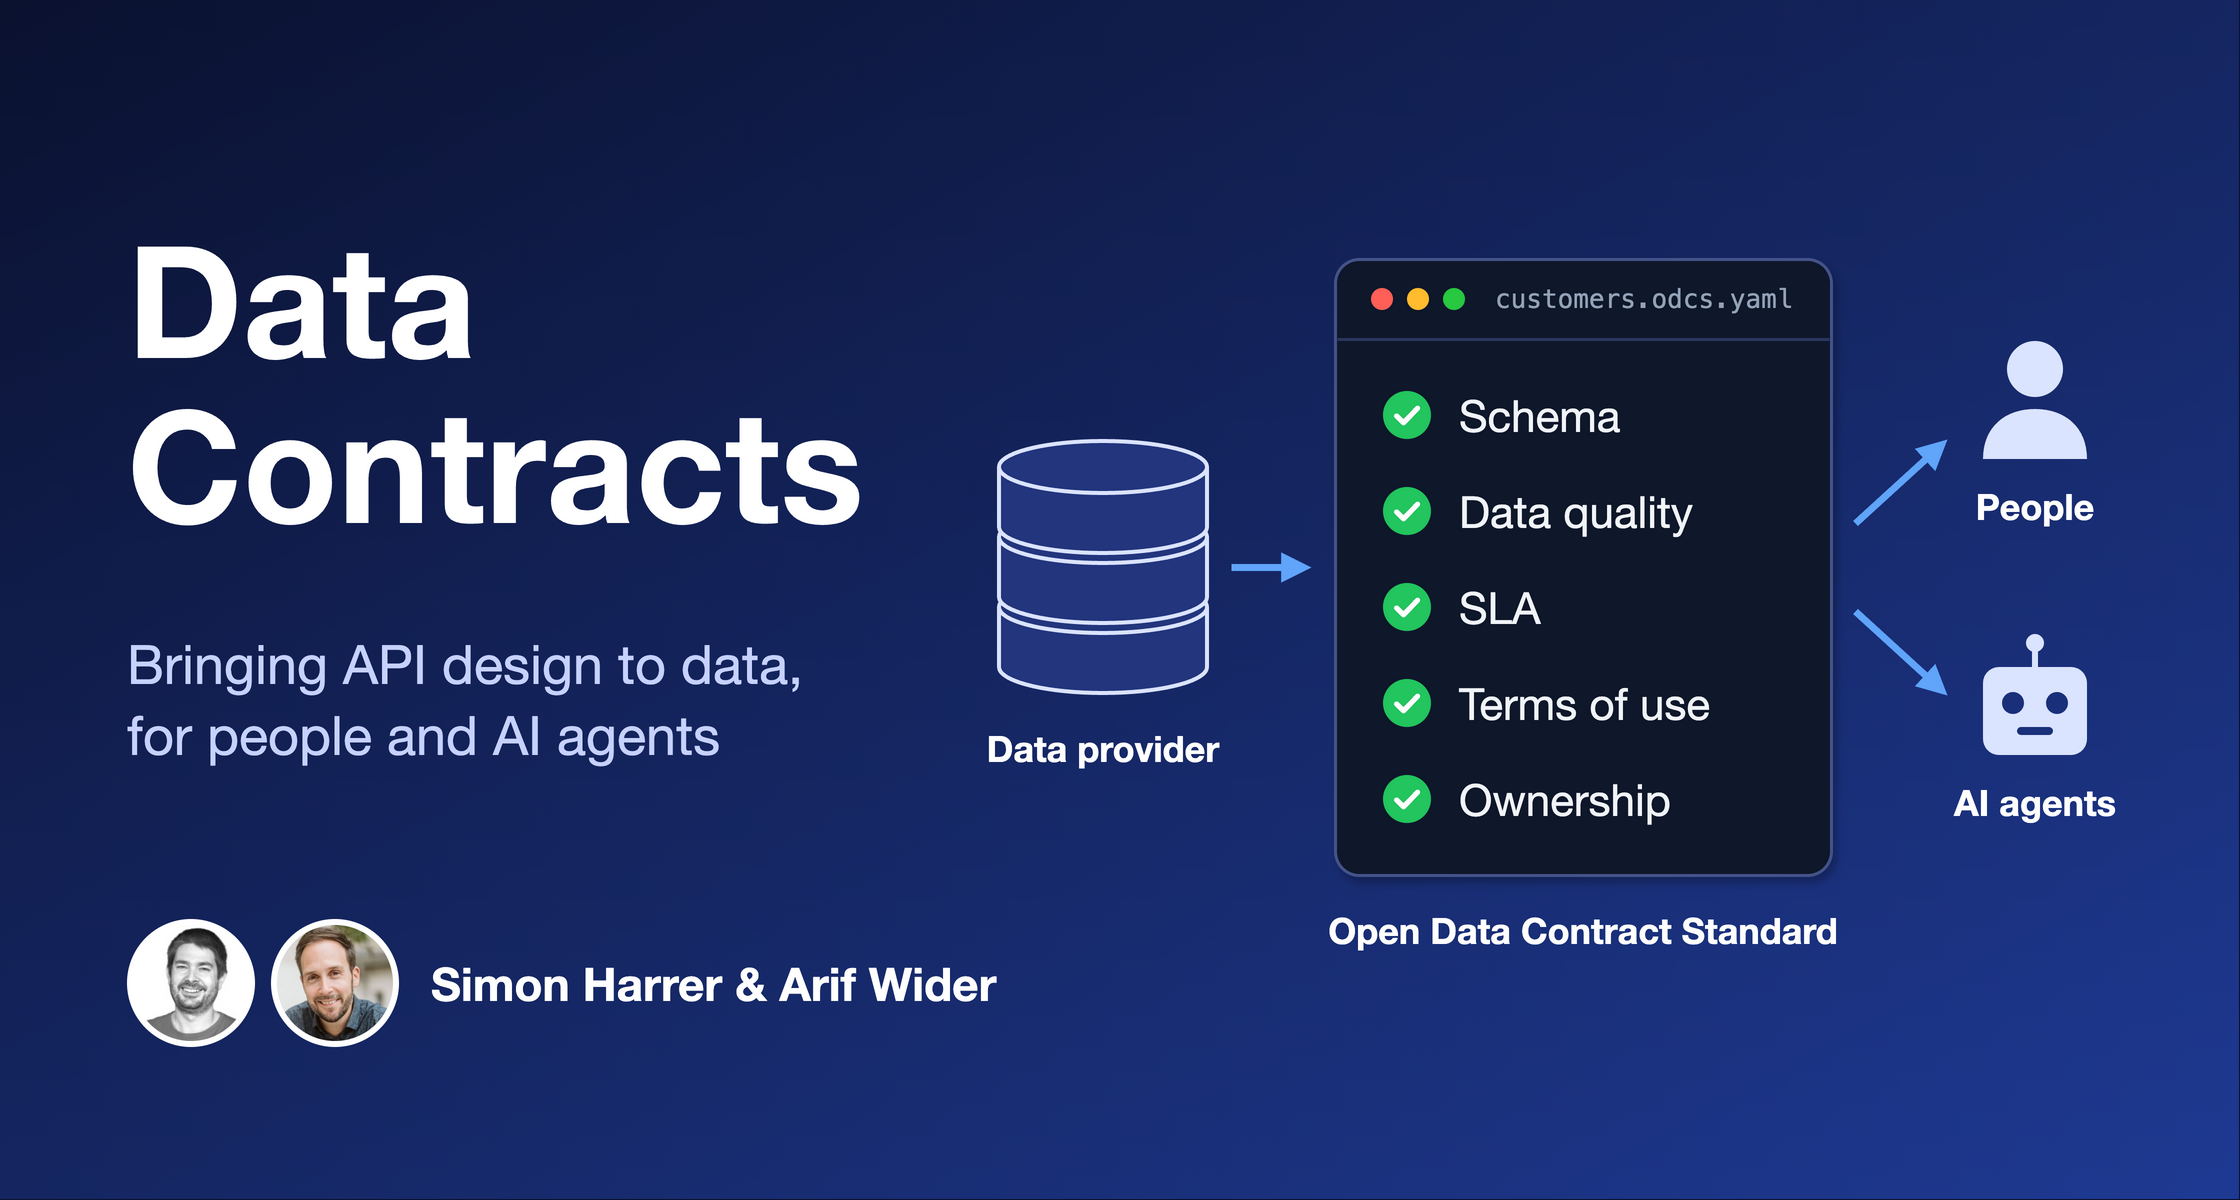 Data
Contracts
Bringing API design to data,
for people and AI agents
Simon Harrer & Arif Wider
Data provider
customers.odcs.yaml
Schema
Data quality
SLA
Terms of use
Ownership
Open Data Contract Standard
People
AI agents